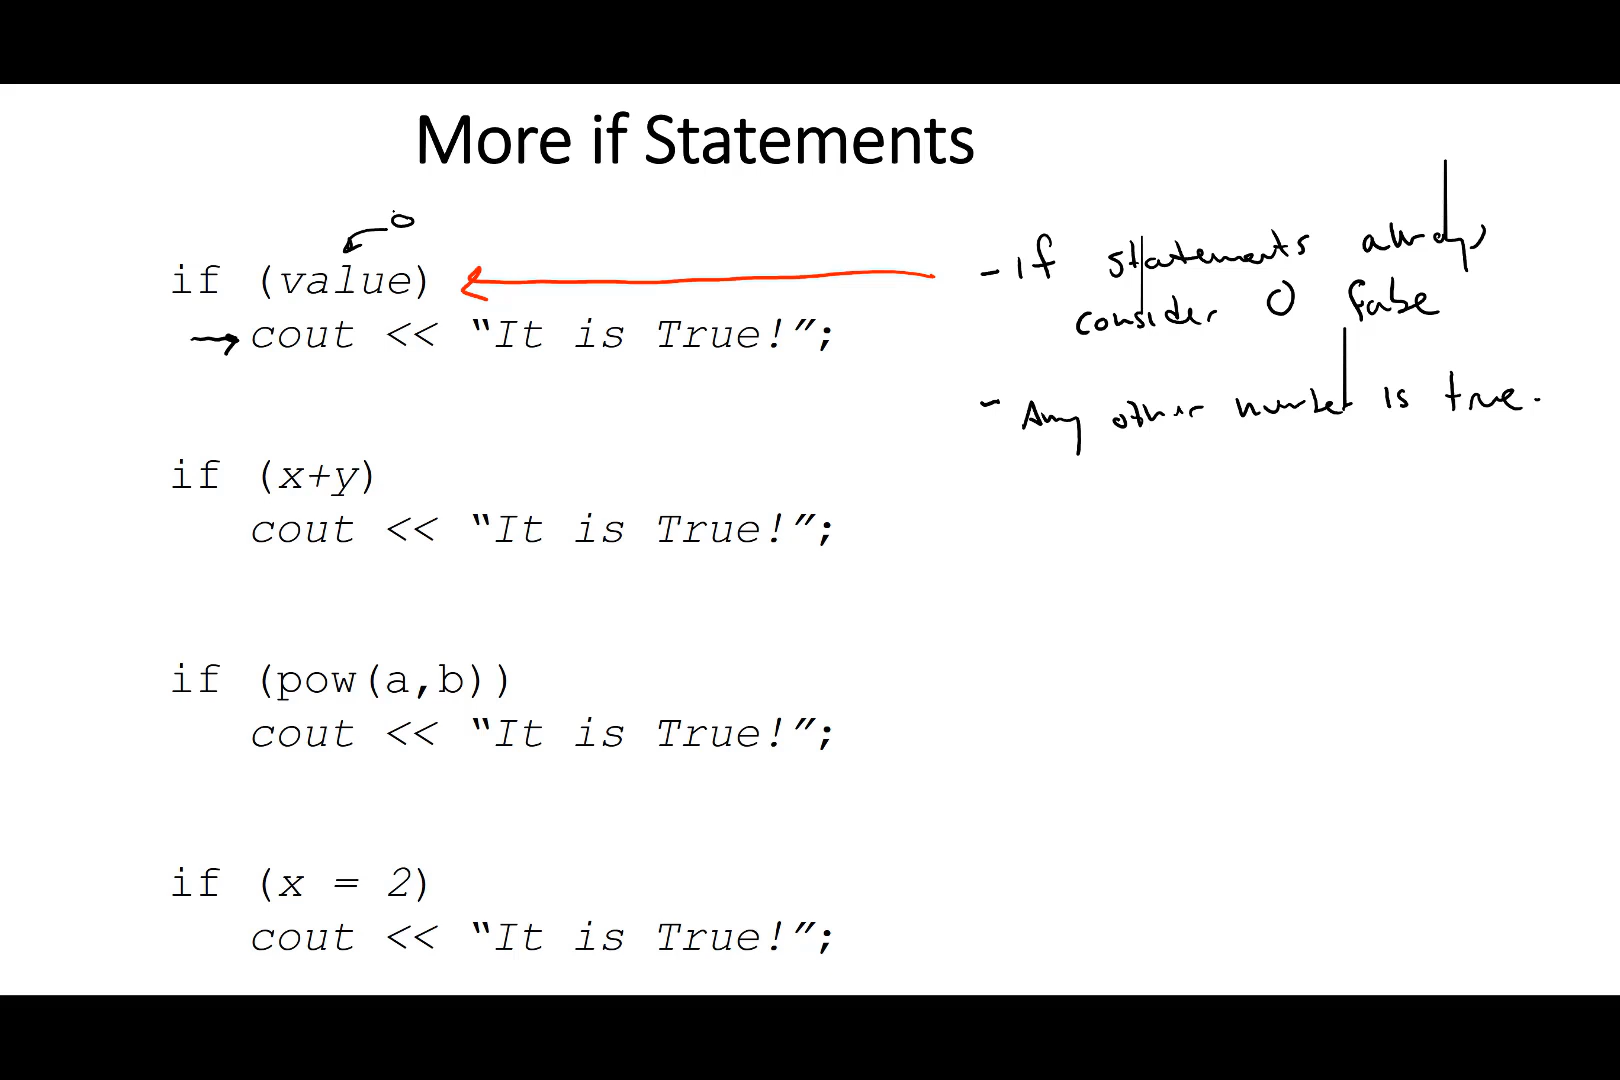 More if Statements
0
if (value)
cout << “It is True!”;
- If statements always
consider 0 false
- Any other number is true.
if (x+y)
cout << “It is True!”;
if (pow(a,b))
cout << “It is True!”;
if (x = 2)
cout << “It is True!”;